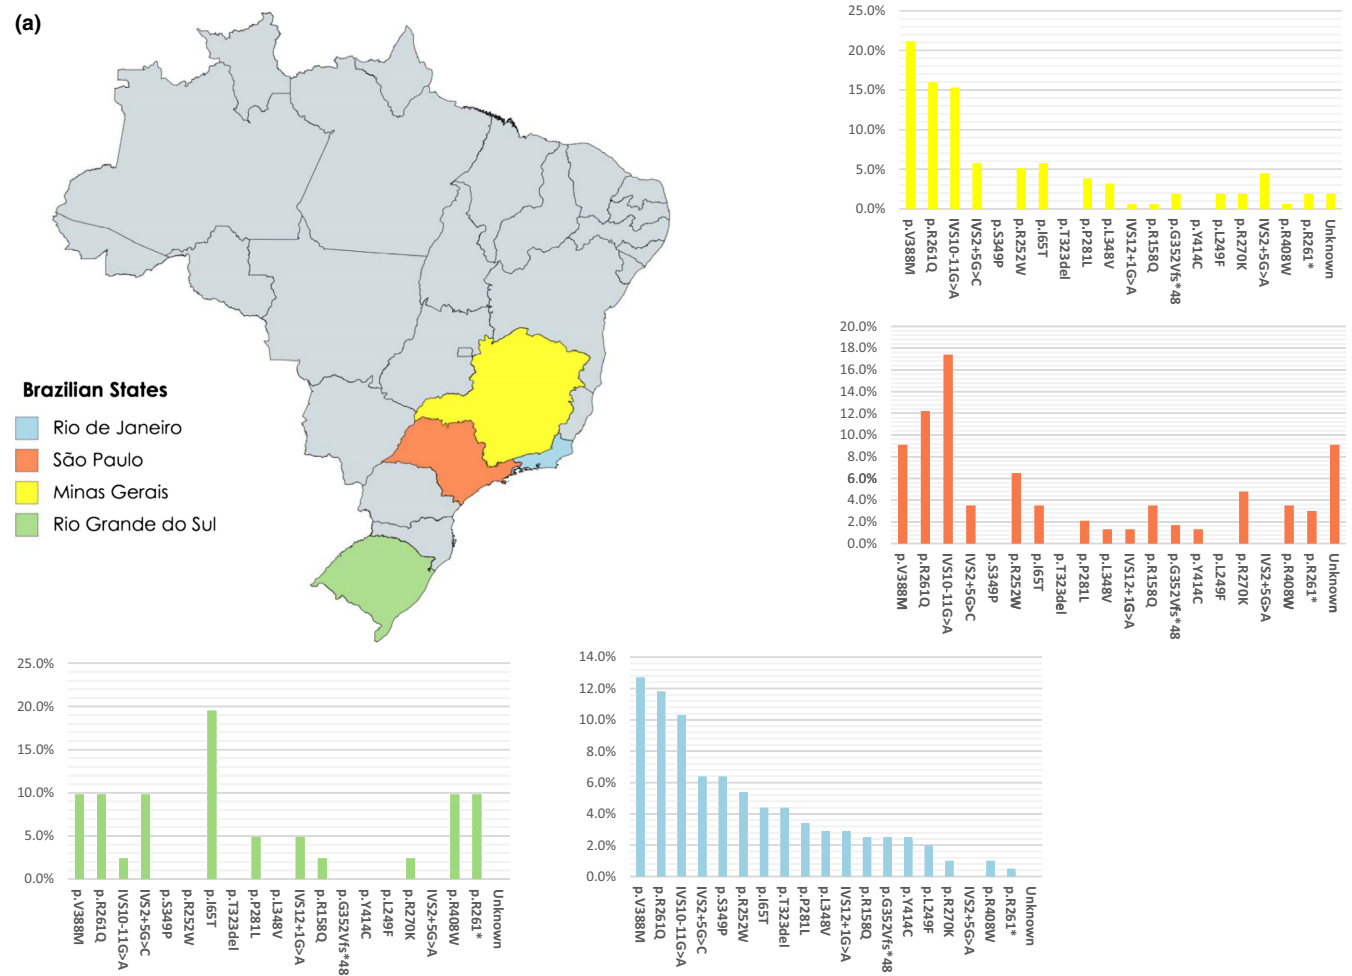 (a)
Brazilian States
Rio de Janeiro
São Paulo
Minas Gerais
Rio Grande do Sul
25.0%
20.0%
15.0%
10.0%
5.0%
0.0%
p.V388M
p.R261Q
IVS10-11G>A
IVS2+5G>C
p.S349P
p.R252W
p.I65T
p.T323del
p.P281L
p.L348V
IVS12+1G>A
p.R158Q
p.G352Vfs*48
p.Y414C
p.L249F
p.R270K
IVS2+5G>A
p.R408W
p.R261*
Unknown
20.0%
18.0%
16.0%
14.0%
12.0%
10.0%
8.0%
6.0%
4.0%
2.0%
0.0%
p.V388M
p.R261Q
IVS10-11G>A
IVS2+5G>C
p.S349P
p.R252W
p.I65T
p.T323del
p.P281L
p.L348V
IVS12+1G>A
p.R158Q
p.G352Vfs*48
p.Y414C
p.L249F
p.R270K
IVS2+5G>A
p.R408W
p.R261*
Unknown
25.0%
20.0%
15.0%
10.0%
5.0%
0.0%
p.V388M
p.R261Q
IVS10-11G>A
IVS2+5G>C
p.S349P
p.R252W
p.I65T
p.T323del
p.P281L
p.L348V
IVS12+1G>A
p.R158Q
p.G352Vfs*48
p.Y414C
p.L249F
p.R270K
IVS2+5G>A
p.R408W
p.R261*
Unknown
14.0%
12.0%
10.0%
8.0%
6.0%
4.0%
2.0%
0.0%
p.V388M
p.R261Q
IVS10-11G>A
IVS2+5G>C
p.S349P
p.R252W
p.I65T
p.T323del
p.P281L
p.L348V
IVS12+1G>A
p.R158Q
p.G352Vfs*48
p.Y414C
p.L249F
p.R270K
IVS2+5G>A
p.R408W
p.R261*
Unknown